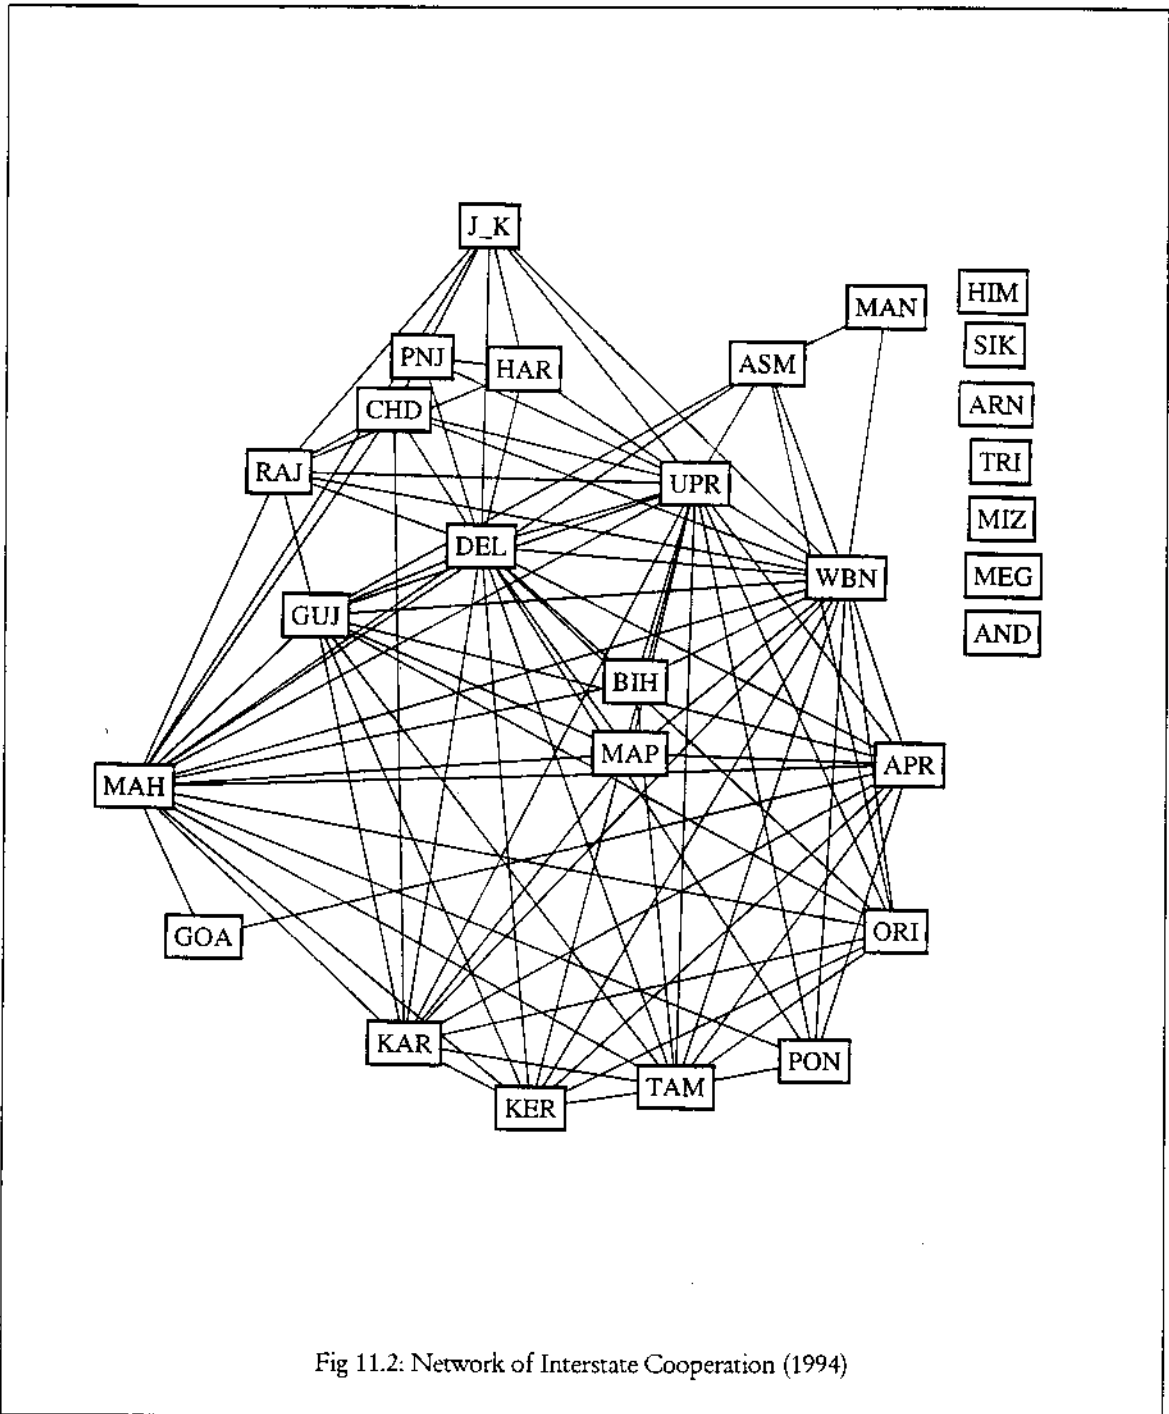 J_K
MAN
HIM
SIK
PNJ
HAR
ASM
CHD
ARN
RAJ
UPR
TRI
MIZ
DEL
WBN
MEG
GUJ
AND
BIH
MAP
APR
MAH
GOA
ORI
KAR
PON
TAM
KER
Fig 11.2: Network of Interstate Cooperation (1994)